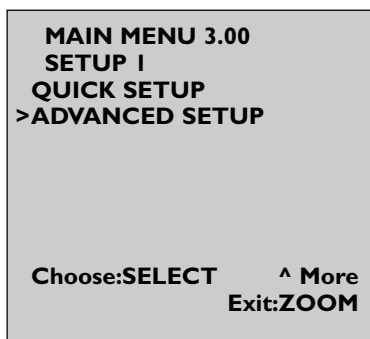 MAIN MENU 3.00
SETUP 1
QUICK SETUP
>ADVANCED SETUP
Choose:SELECT ^ More
Exit:ZOOM